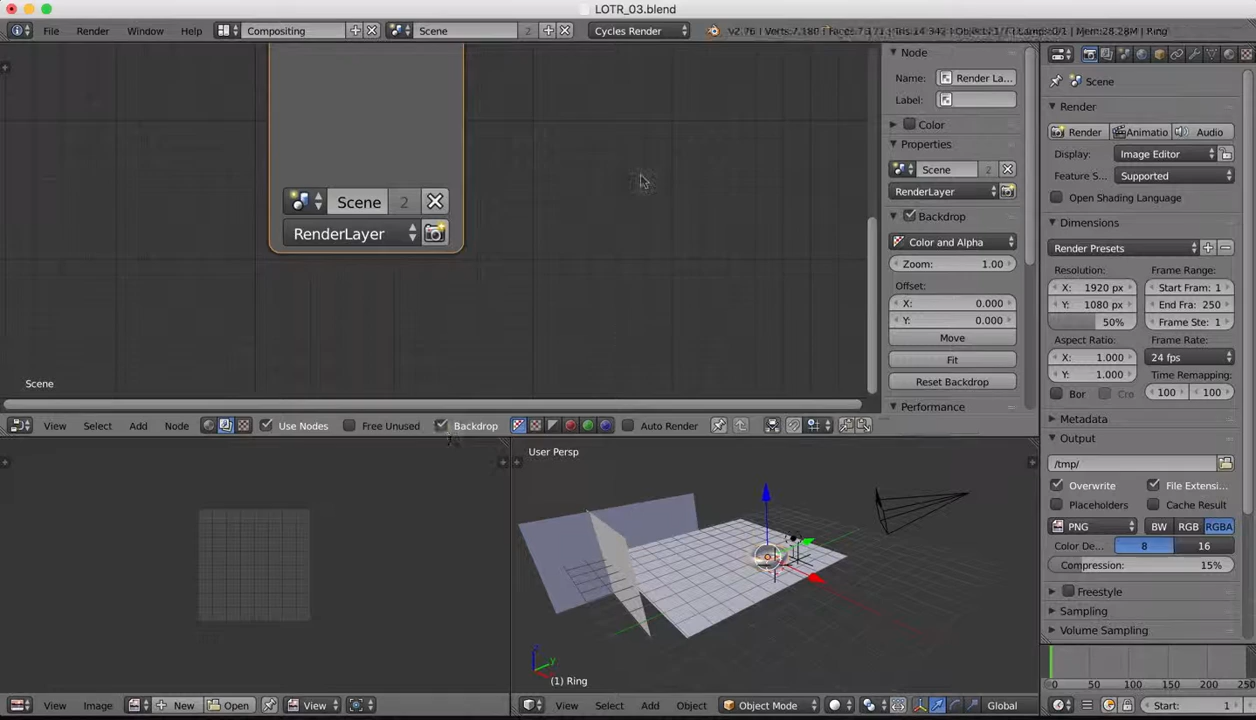 LOTR_03.blend
File Render Window Help Compositing Scene 2 Cycles Render v2.76 | Verts:7,180 | Faces:7,171 | Tris:14,342 | Mem:28.28M | Ring
Scene 2
RenderLayer
Scene
Node
Name: Render La...
Label:
Color
Properties
Scene 2
RenderLayer
Backdrop
Color and Alpha
Zoom: 1.00
Offset:
X: 0.000
Y: 0.000
Move
Fit
Reset Backdrop
Performance
View Select Add Node Use Nodes Free Unused Backdrop Auto Render
Scene
Render
Render Animatio Audio
Display: Image Editor
Feature S... Supported
Open Shading Language
Dimensions
Render Presets
Resolution: Frame Range:
X: 1920 px Start Fram: 1
Y: 1080 px End Fra: 250
50% Frame Ste: 1
Aspect Ratio: Frame Rate:
X: 1.000 24 fps
Y: 1.000 Time Remapping:
Bor Cro 100 100
Metadata
Output
/tmp/
Overwrite File Extensi...
Placeholders Cache Result
PNG BW RGB RGBA
Color De... 8 16
Compression: 15%
Freestyle
Sampling
Volume Sampling
User Persp
z
y
(1) Ring
View Image New Open View
View Select Add Object Object Mode Global
0 50 100 150 200 250
Start: 1